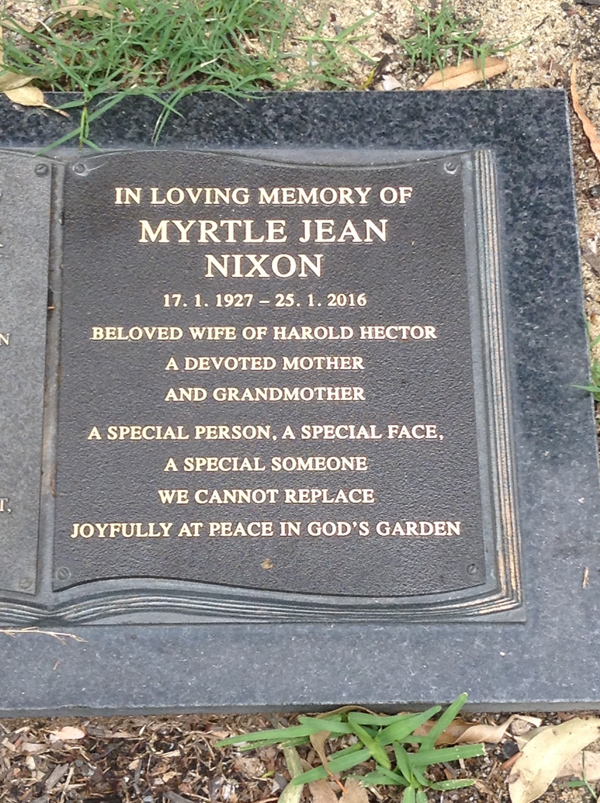 IN LOVING MEMORY OF
MYRTLE JEAN
NIXON
17. 1. 1927 – 25. 1. 2016
BELOVED WIFE OF HAROLD HECTOR
A DEVOTED MOTHER
AND GRANDMOTHER
A SPECIAL PERSON, A SPECIAL FACE,
A SPECIAL SOMEONE
WE CANNOT REPLACE
JOYFULLY AT PEACE IN GOD'S GARDEN